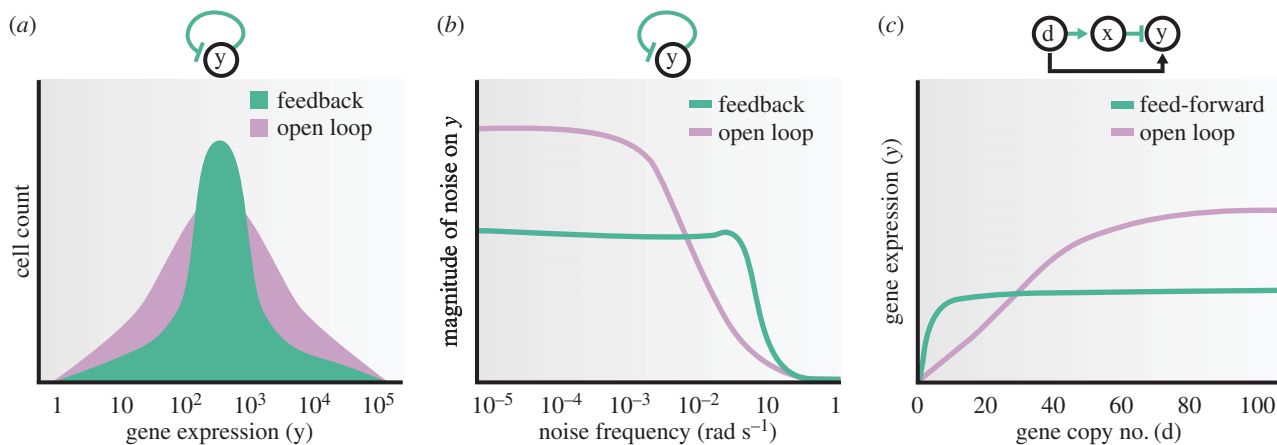 (a)
y
feedback
open loop
cell count
1 10 10² 10³ 10⁴ 10⁵
gene expression (y)
(b)
y
feedback
open loop
magnitude of noise on y
10⁻⁵ 10⁻⁴ 10⁻³ 10⁻² 10 1
noise frequency (rad s⁻¹)
(c)
d x y
feed-forward
open loop
gene expression (y)
0 20 40 60 80 100
gene copy no. (d)